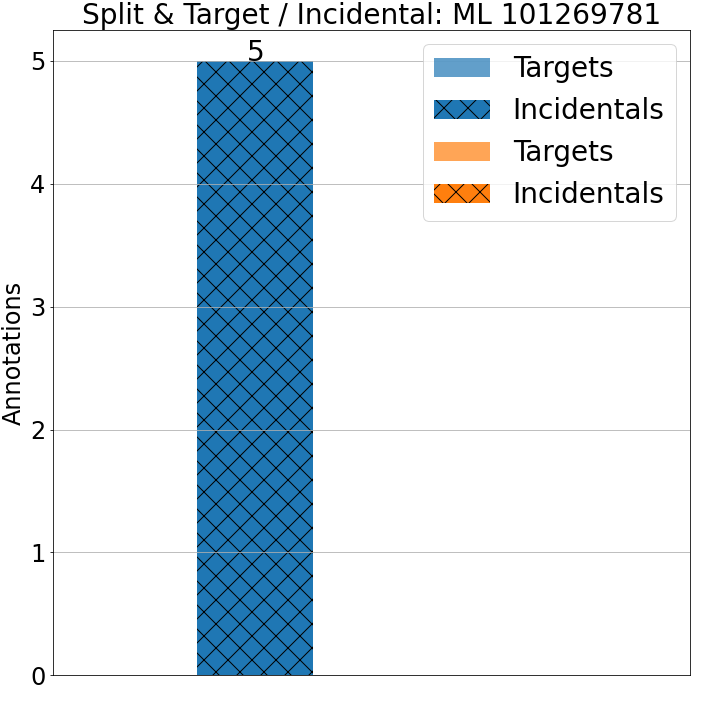 Split & Target / Incidental: ML 101269781
5
Targets
Incidentals
Targets
Incidentals
Annotations
5
4
3
2
1
0